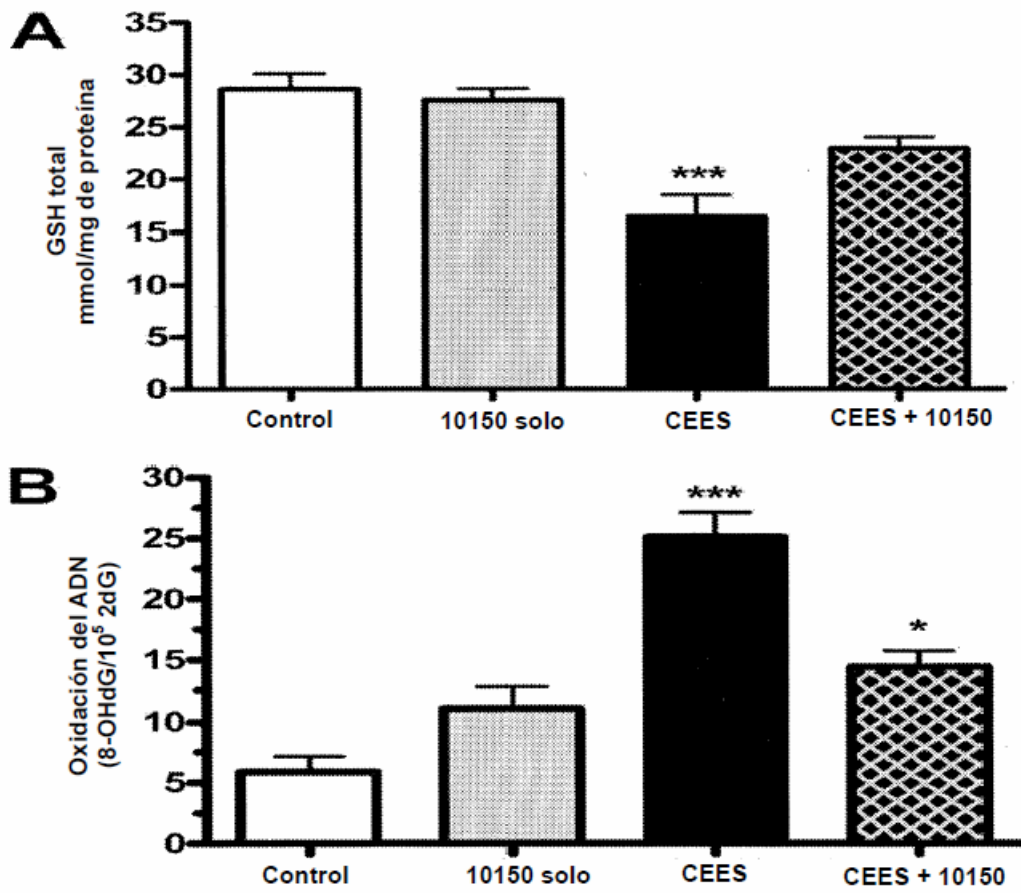 A
GSH total
mmol/mg de proteína
35
30
25
20
15
10
5
0
***
Control
10150 solo
CEES
CEES + 10150
B
Oxidación del ADN
(8-OHdG/10⁵ 2dG)
30
25
20
15
10
5
0
***
*
Control
10150 solo
CEES
CEES + 10150